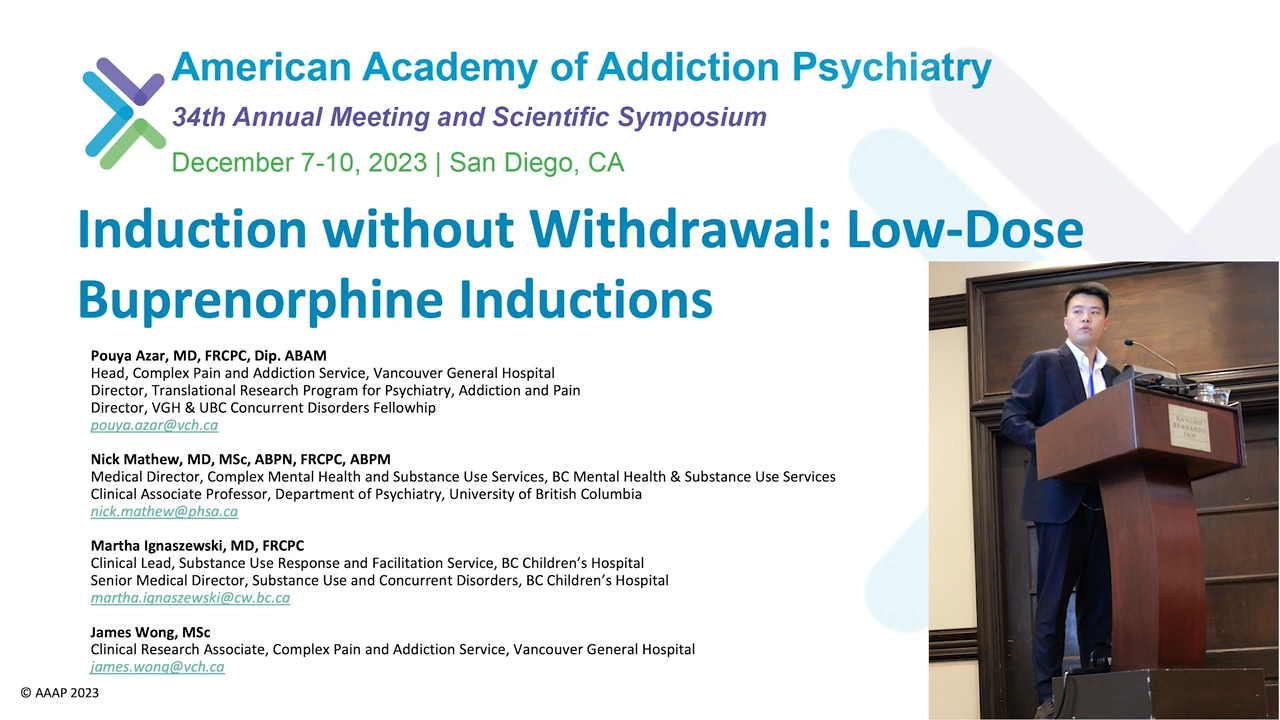 American Academy of Addiction Psychiatry
34th Annual Meeting and Scientific Symposium
December 7-10, 2023 | San Diego, CA
Induction without Withdrawal: Low-Dose
Buprenorphine Inductions
Pouya Azar, MD, FRCPC, Dip. ABAM
Head, Complex Pain and Addiction Service, Vancouver General Hospital
Director, Translational Research Program for Psychiatry, Addiction and Pain
Director, VGH & UBC Concurrent Disorders Fellowhip
pouya.azar@vch.ca
Nick Mathew, MD, MSc, ABPN, FRCPC, ABPM
Medical Director, Complex Mental Health and Substance Use Services, BC Mental Health & Substance Use Services
Clinical Associate Professor, Department of Psychiatry, University of British Columbia
nick.mathew@phsa.ca
Martha Ignaszewski, MD, FRCPC
Clinical Lead, Substance Use Response and Facilitation Service, BC Children’s Hospital
Senior Medical Director, Substance Use and Concurrent Disorders, BC Children’s Hospital
martha.ignaszewski@cw.bc.ca
James Wong, MSc
Clinical Research Associate, Complex Pain and Addiction Service, Vancouver General Hospital
james.wong@vch.ca
© AAAP 2023
RANCHO
BERNARDO
INN